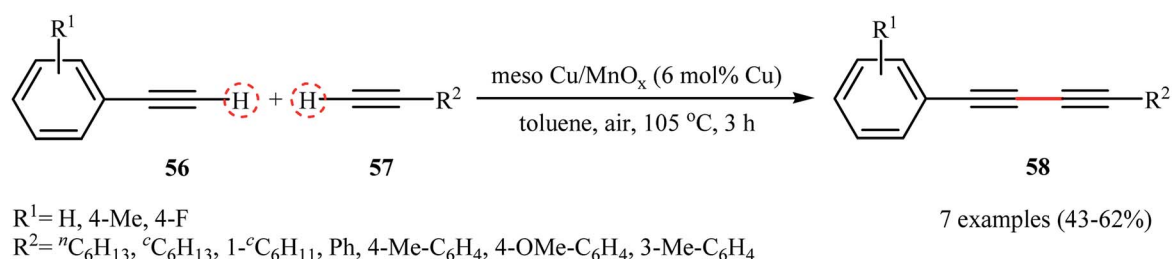 R¹ R¹
H + H R² meso Cu/MnOₓ (6 mol% Cu) R²
toluene, air, 105 °C, 3 h
56 57 58
R¹= H, 4-Me, 4-F 7 examples (43-62%)
R²= ⁿC₆H₁₃, ᶜC₆H₁₃, 1-ᶜC₆H₁₁, Ph, 4-Me-C₆H₄, 4-OMe-C₆H₄, 3-Me-C₆H₄